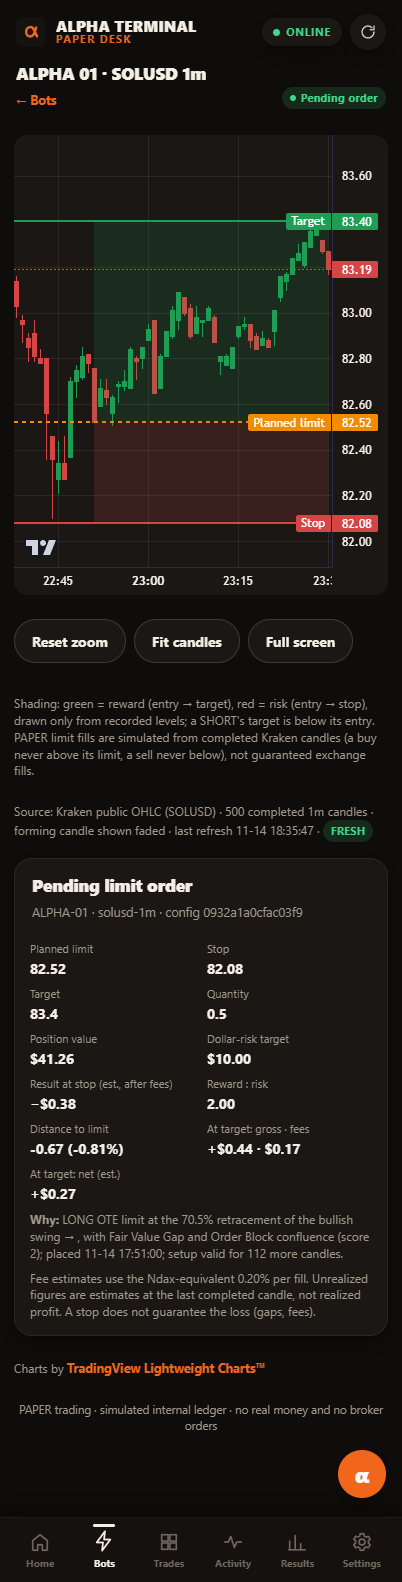 α
ALPHA TERMINAL
PAPER DESK
ONLINE
ALPHA 01 · SOLUSD 1m
← Bots
Pending order
83.60
Target 83.40
83.19
83.00
82.80
82.60
Planned limit 82.52
82.40
82.20
Stop 82.08
82.00
22:45 23:00 23:15 23:
Reset zoom Fit candles Full screen
Shading: green = reward (entry → target), red = risk (entry → stop),
drawn only from recorded levels; a SHORT's target is below its entry.
PAPER limit fills are simulated from completed Kraken candles (a buy
never above its limit, a sell never below), not guaranteed exchange
fills.
Source: Kraken public OHLC (SOLUSD) · 500 completed 1m candles ·
forming candle shown faded · last refresh 11-14 18:35:47 · FRESH
Pending limit order
ALPHA-01 · solusd-1m · config 0932a1a0cfac03f9
Planned limit Stop
82.52 82.08
Target Quantity
83.4 0.5
Position value Dollar-risk target
$41.26 $10.00
Result at stop (est., after fees) Reward : risk
−$0.38 2.00
Distance to limit At target: gross · fees
-0.67 (-0.81%) +$0.44 · $0.17
At target: net (est.)
+$0.27
Why: LONG OTE limit at the 70.5% retracement of the bullish
swing → , with Fair Value Gap and Order Block confluence (score
2); placed 11-14 17:51:00; setup valid for 112 more candles.
Fee estimates use the Ndax-equivalent 0.20% per fill. Unrealized
figures are estimates at the last completed candle, not realized
profit. A stop does not guarantee the loss (gaps, fees).
Charts by TradingView Lightweight Charts™
PAPER trading · simulated internal ledger · no real money and no broker
orders
α
Home Bots Trades Activity Results Settings